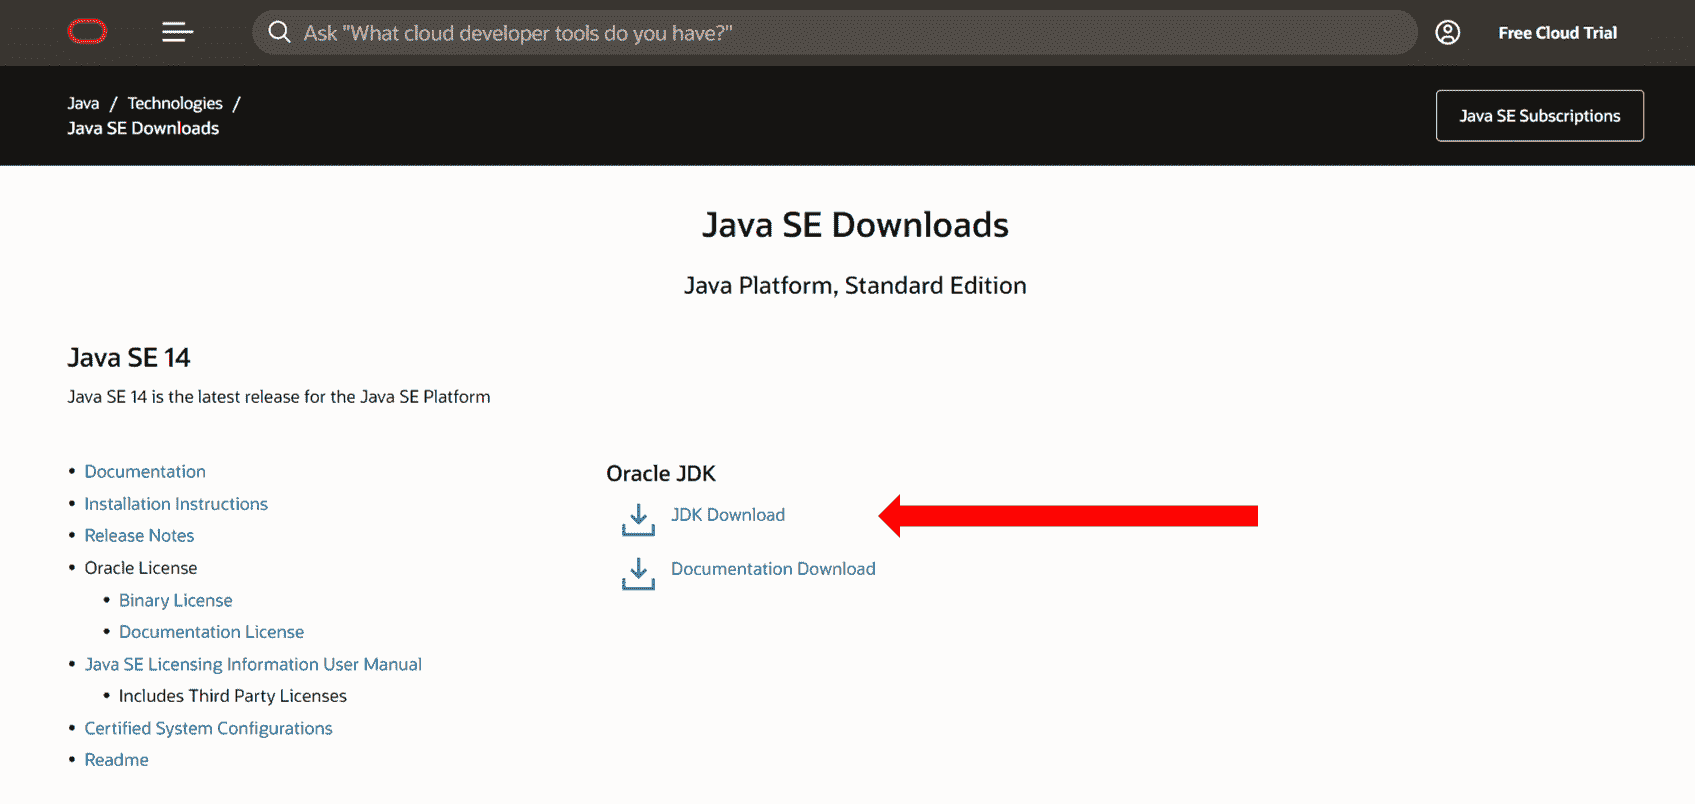 Ask "What cloud developer tools do you have?"
Free Cloud Trial
Java / Technologies /
Java SE Downloads
Java SE Subscriptions
Java SE Downloads
Java Platform, Standard Edition
Java SE 14
Java SE 14 is the latest release for the Java SE Platform
Documentation
Installation Instructions
Release Notes
Oracle License
Binary License
Documentation License
Java SE Licensing Information User Manual
Includes Third Party Licenses
Certified System Configurations
Readme
Oracle JDK
JDK Download
Documentation Download